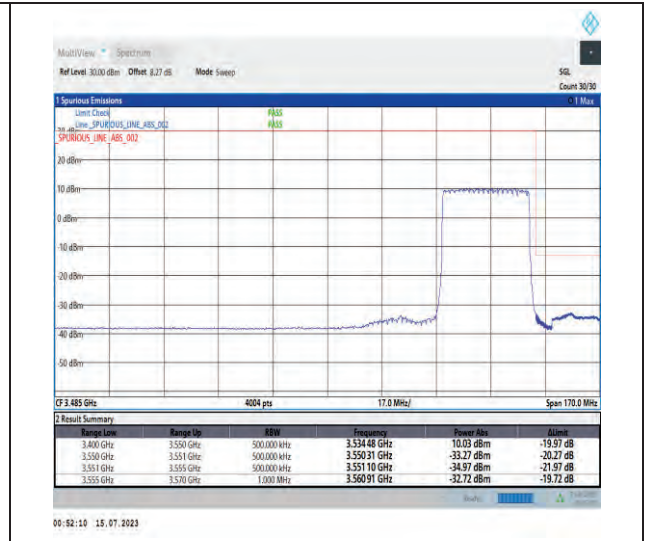 MultiView Spectrum
Ref Level 30.00 dBm Offset 8.27 dB Mode Sweep SGL
Count 30/30
1 Spurious Emissions 1 Max
Limit Check PASS
Line _SPURIOUS_LINE_ABS_002 PASS
_SPURIOUS_LINE_ABS_002
20 dBm
10 dBm
0 dBm
-10 dBm
-20 dBm
-30 dBm
-40 dBm
-50 dBm
CF 3.485 GHz 4004 pts 17.0 MHz/ Span 170.0 MHz
2 Result Summary
Range Low Range Up RBW Frequency Power Abs ΔLimit
3.400 GHz 3.550 GHz 500.000 kHz 3.53448 GHz 10.03 dBm -19.97 dB
3.550 GHz 3.551 GHz 500.000 kHz 3.55031 GHz -33.27 dBm -20.27 dB
3.551 GHz 3.555 GHz 500.000 kHz 3.55110 GHz -34.97 dBm -21.97 dB
3.555 GHz 3.570 GHz 1.000 MHz 3.56091 GHz -32.72 dBm -19.72 dB
Ready
00:52:10 15.07.2023